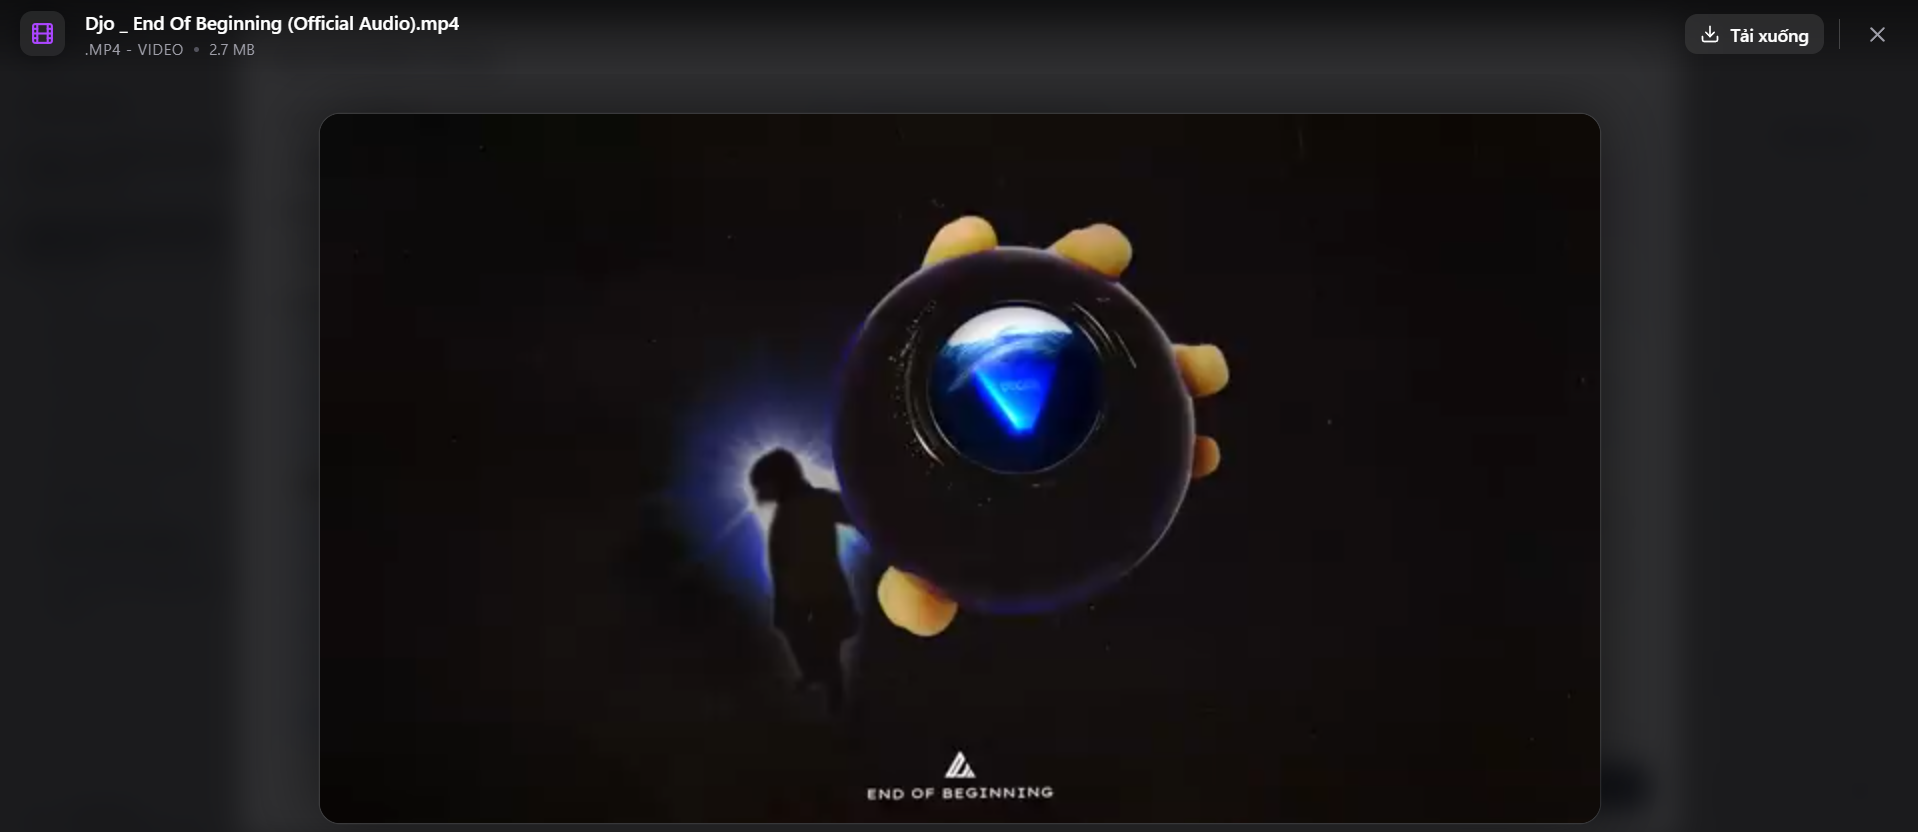 Djo _ End Of Beginning (Official Audio).mp4
.MP4 - VIDEO • 2.7 MB
Tải xuống
END OF BEGINNING